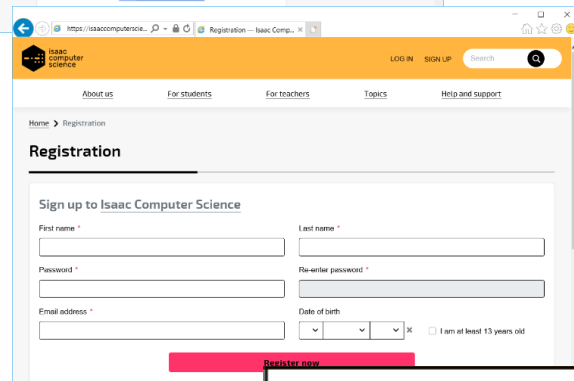 https://isaaccomputerscie...
Registration — Isaac Comp...
isaac
computer
science
LOG IN SIGN UP Search
About us For students For teachers Topics Help and support
Home > Registration
Registration
Sign up to Isaac Computer Science
First name * Last name *
Password * Re-enter password *
Email address * Date of birth
I am at least 13 years old
Register now